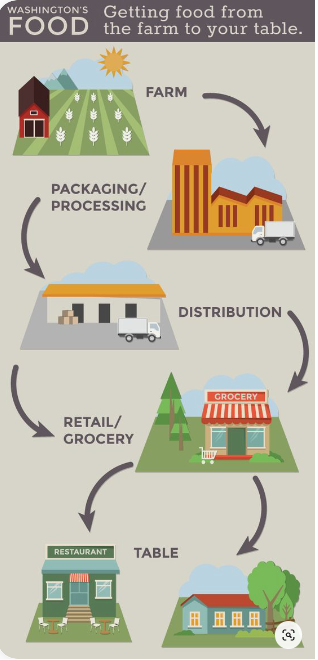 WASHINGTON'S
FOOD
Getting food from
the farm to your table.
FARM
PACKAGING/
PROCESSING
DISTRIBUTION
GROCERY
RETAIL/
GROCERY
RESTAURANT
TABLE